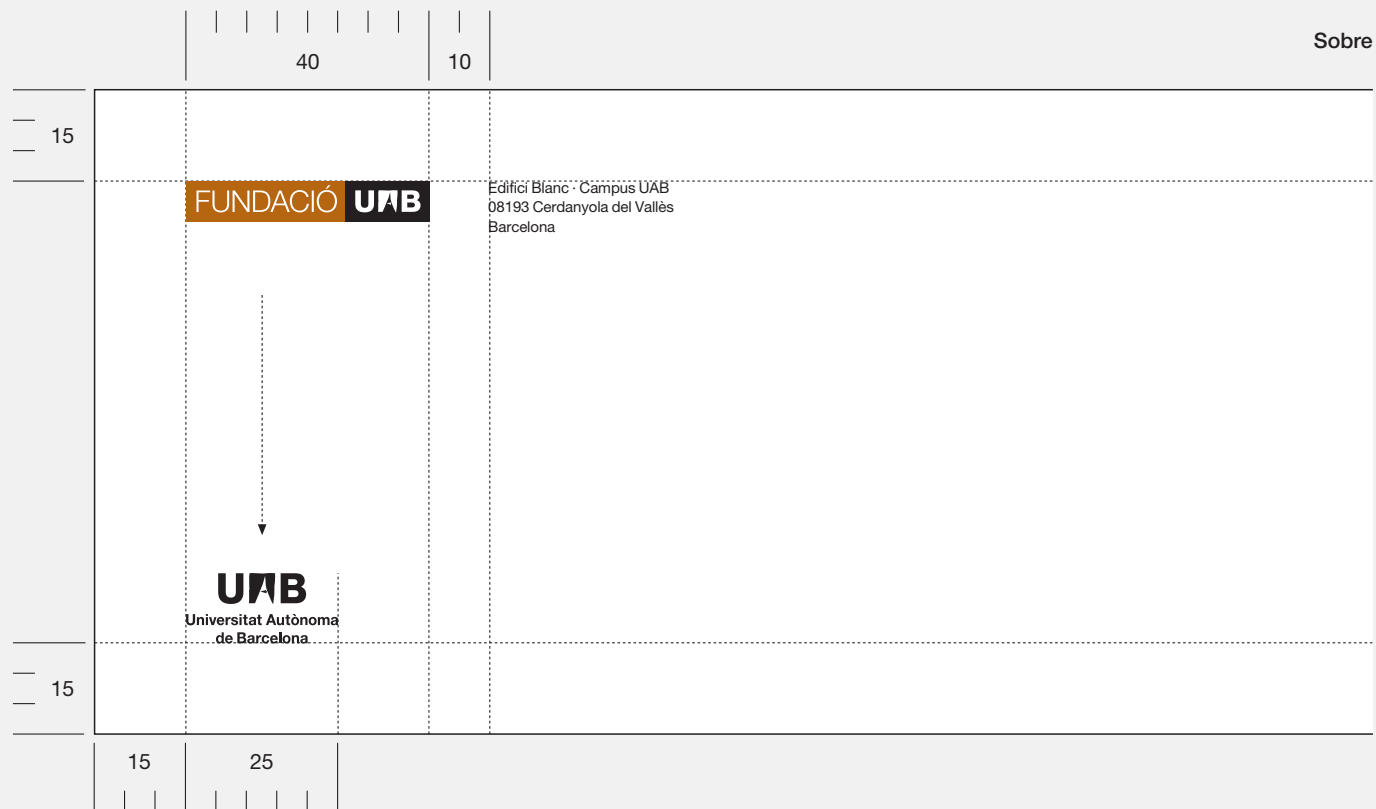 Sobre
40
10
15
FUNDACIÓ UAB
Edifici Blanc · Campus UAB
08193 Cerdanyola del Vallès
Barcelona
UAB
Universitat Autònoma
de Barcelona
15
15
25